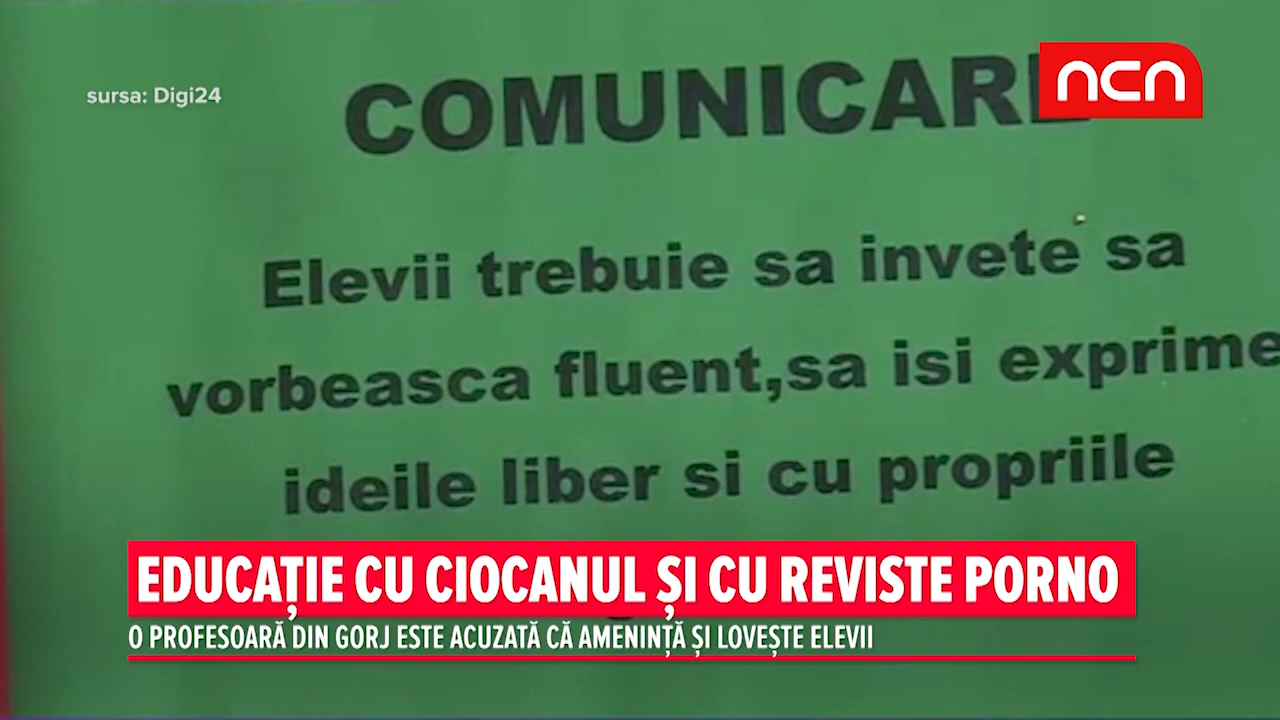 sursa: Digi24
ncn
COMUNICARE
Elevii trebuie sa invete sa
vorbeasca fluent,sa isi exprime
ideile liber si cu propriile
EDUCAȚIE CU CIOCANUL ȘI CU REVISTE PORNO
O PROFESOARĂ DIN GORJ ESTE ACUZATĂ CĂ AMENINȚĂ ȘI LOVEȘTE ELEVII